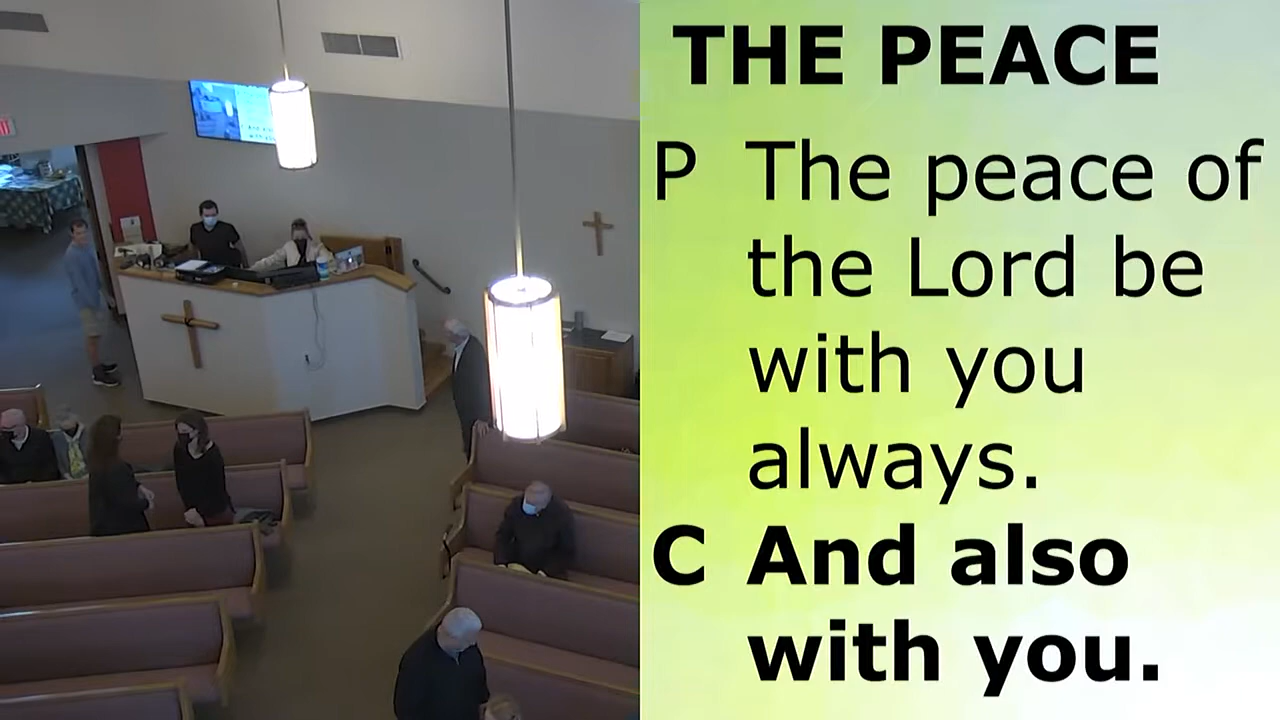 THE PEACE
P The peace of
the Lord be
with you
always.
C And also
with you.